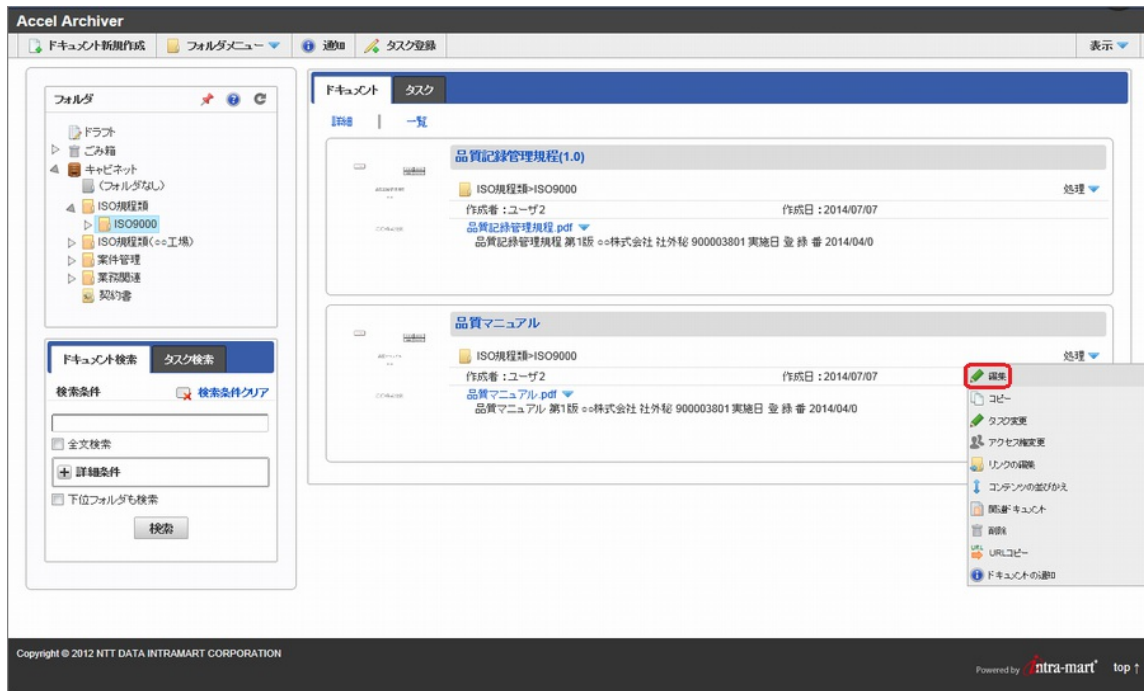 Accel Archiver
ドキュメント新規作成 フォルダメニュー 通知 タスク登録 表示
フォルダ
ドラフト
ごみ箱
キャビネット
(フォルダなし)
ISO規程類
ISO9000
ISO規程類(○○工場)
案件管理
業務関連
契約書
ドキュメント検索 タスク検索
検索条件 検索条件クリア
全文検索
詳細条件
下位フォルダも検索
検索
ドキュメント タスク
詳細 | 一覧
品質記録管理規程(1.0)
ISO規程類>ISO9000 処理
作成者:ユーザ2 作成日:2014/07/07
品質記録管理規程.pdf
品質記録管理規程 第1版 ○○株式会社 社外秘 900003801 実施日 登 録 番 2014/04/0
品質マニュアル
ISO規程類>ISO9000 処理
作成者:ユーザ2 作成日:2014/07/07
品質マニュアル.pdf
品質マニュアル 第1版 ○○株式会社 社外秘 900003801 実施日 登 録 番 2014/04/0
編集
コピー
タスク変更
アクセス権変更
リンクの編集
コンテンツの並びかえ
関連ドキュメント
削除
URLコピー
ドキュメントの通知
Copyright © 2012 NTT DATA INTRAMART CORPORATION
Powered by intra-mart top ↑